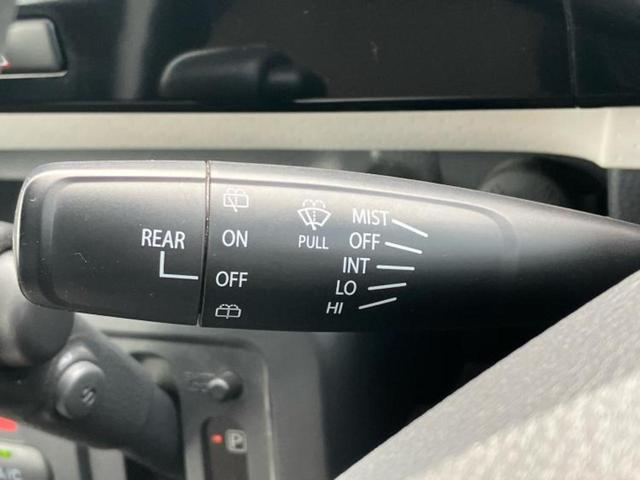 REAR
ON
OFF
PULL
MIST
OFF
INT
LO
HI
P
A/C